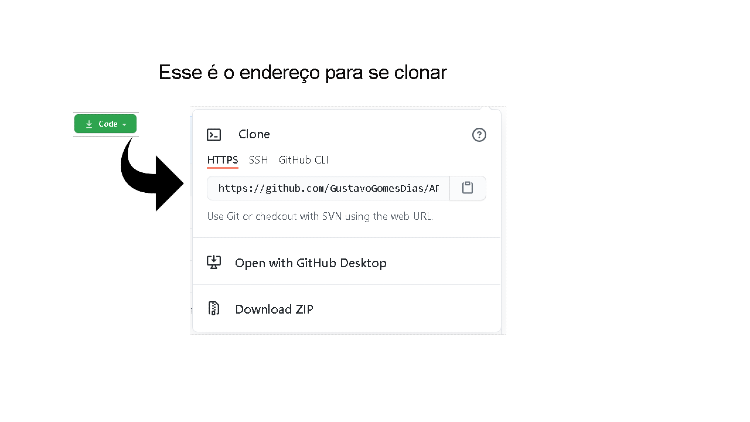 Esse é o endereço para se clonar
Code
Clone
HTTPS SSH GitHub CLI
https://github.com/GustavoGomesDias/AP
Use Git or checkout with SVN using the web URL.
Open with GitHub Desktop
Download ZIP